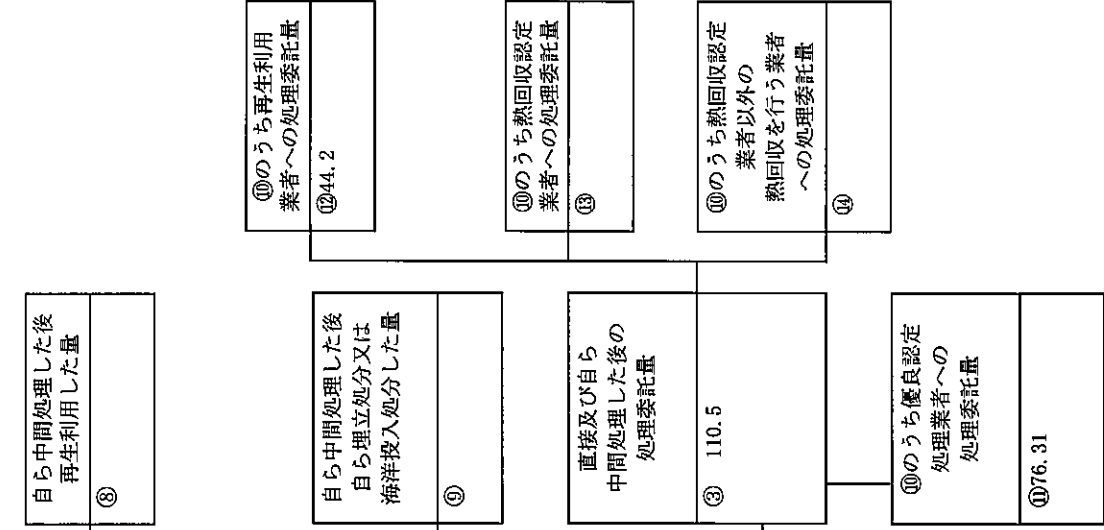 自ら中間処理した後
再生利用した量
⑧
自ら中間処理した後
自ら埋立処分又は
海洋投入処分した量
⑨
直接及び自ら
中間処理した後の
処理委託量
③ 110.5
⑩のうち優良認定
処理業者への
処理委託量
⑪76.31
⑩のうち再生利用
業者への処理委託量
⑫44.2
⑩のうち熱回収認定
業者への処理委託量
⑬
⑩のうち熱回収認定
業者以外の
熱回収を行う業者
への処理委託量
⑭